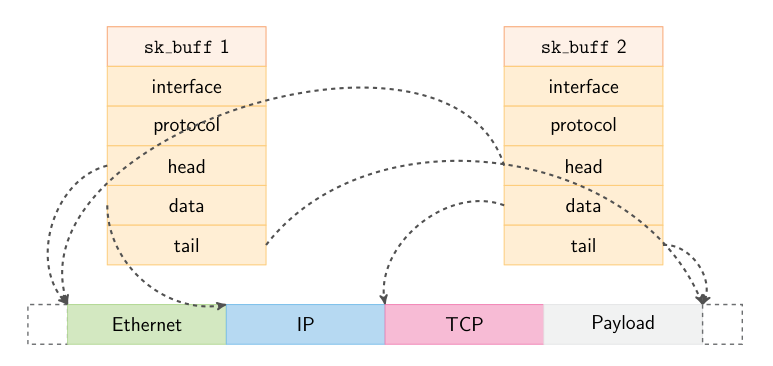 sk_buff 1
interface
protocol
head
data
tail
sk_buff 2
interface
protocol
head
data
tail
Ethernet
IP
TCP
Payload